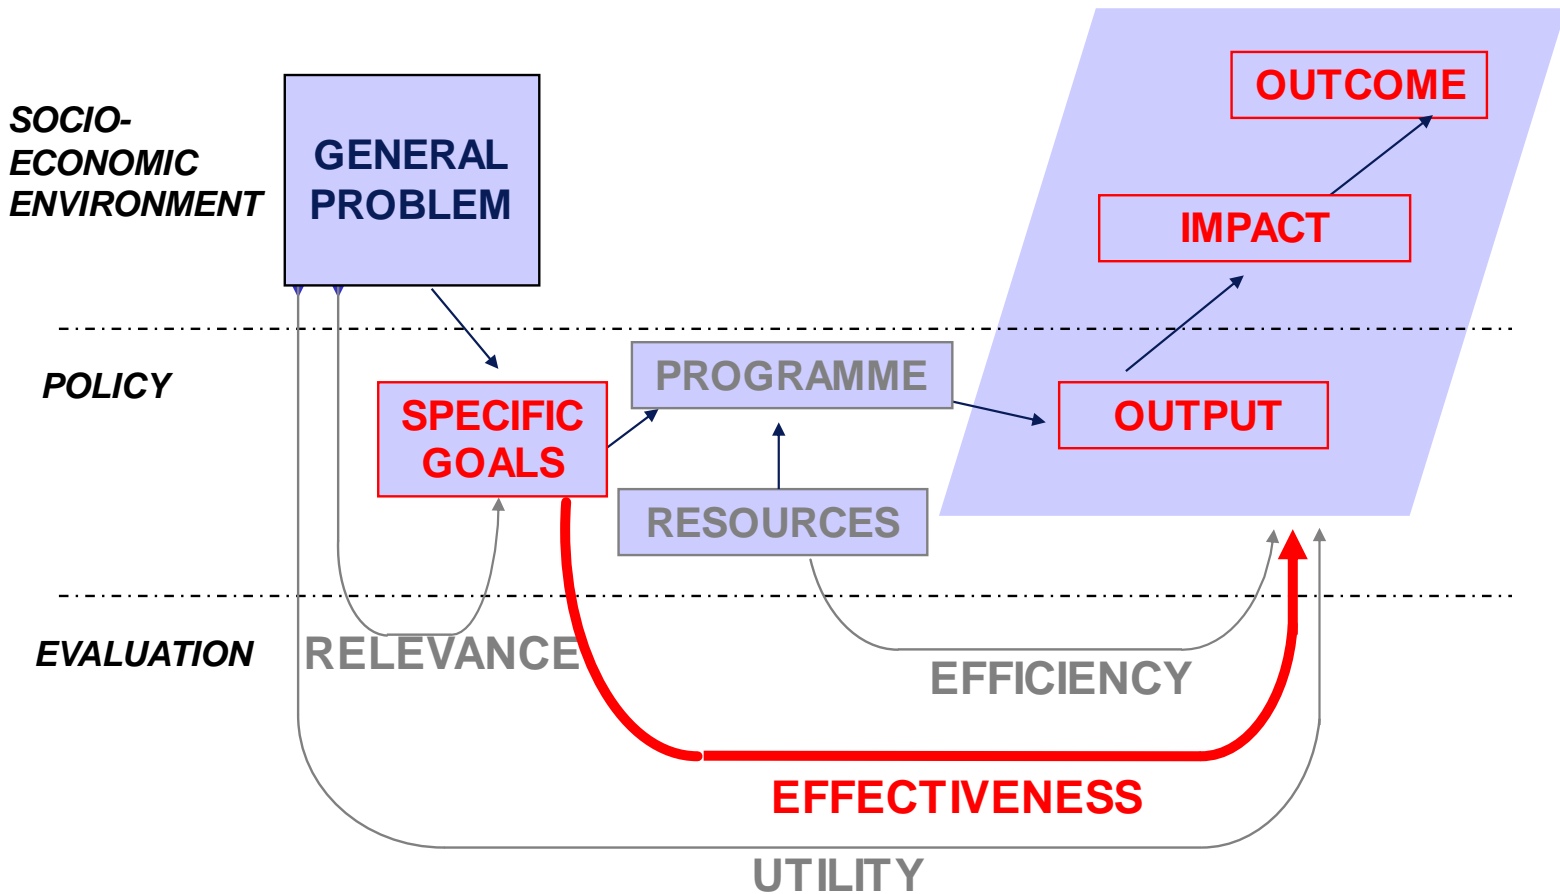 SOCIO-
ECONOMIC
ENVIRONMENT
GENERAL
PROBLEM
OUTCOME
IMPACT
POLICY
SPECIFIC
GOALS
PROGRAMME
RESOURCES
OUTPUT
EVALUATION
RELEVANCE
EFFICIENCY
EFFECTIVENESS
UTILITY